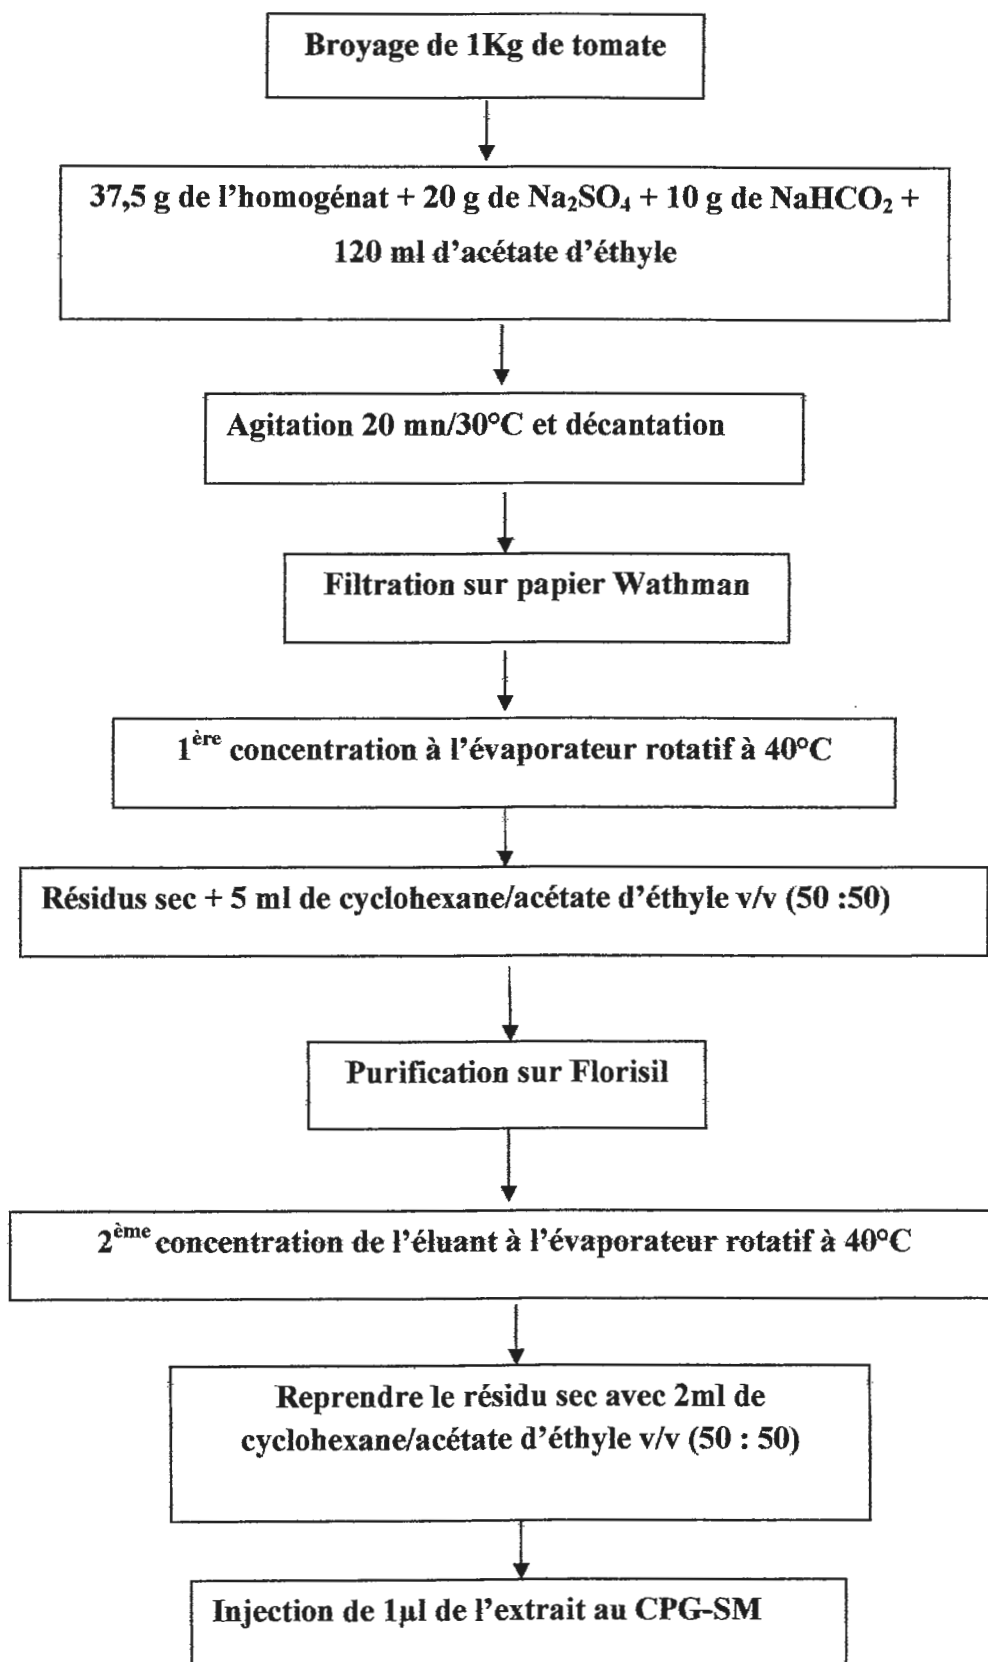 Broyage de 1Kg de tomate
37,5 g de l'homogénat + 20 g de Na₂SO₄ + 10 g de NaHCO₂ +
120 ml d'acétate d'éthyle
Agitation 20 mn/30°C et décantation
Filtration sur papier Wathman
1ère concentration à l'évaporateur rotatif à 40°C
Résidus sec + 5 ml de cyclohexane/acétate d'éthyle v/v (50 :50)
Purification sur Florisil
2ème concentration de l'éluant à l'évaporateur rotatif à 40°C
Reprendre le résidu sec avec 2ml de
cyclohexane/acétate d'éthyle v/v (50 : 50)
Injection de 1µl de l'extrait au CPG-SM